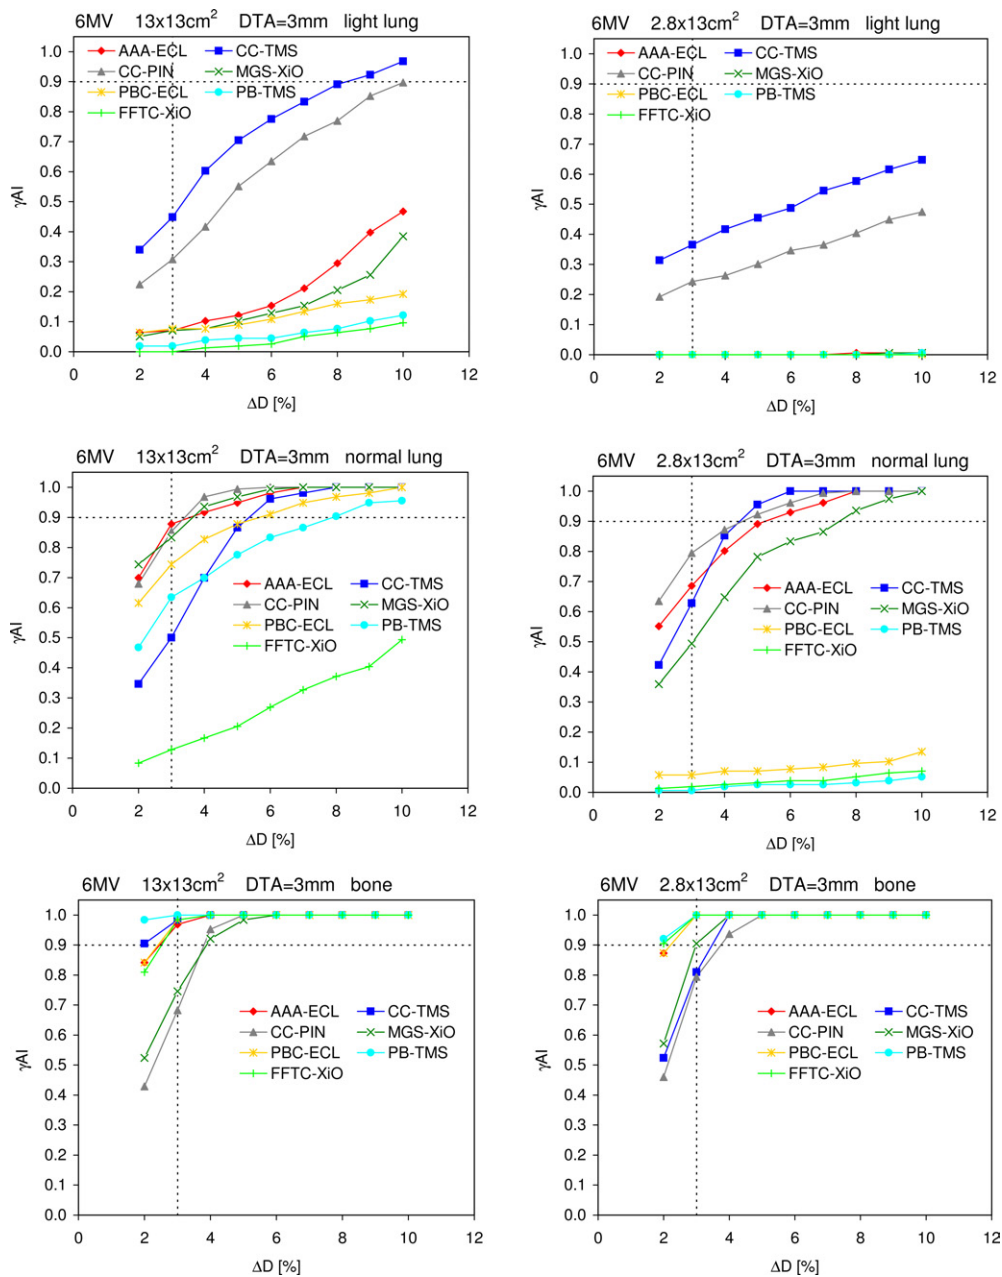 6MV 13x13cm² DTA=3mm light lung
AAA-ECL CC-TMS
CC-PIN MGS-XiO
PBC-ECL PB-TMS
FFTC-XiO
1.0
0.9
0.8
0.7
0.6
0.5
0.4
0.3
0.2
0.1
0.0
γAI
0 2 4 6 8 10 12
ΔD [%]
6MV 2.8x13cm² DTA=3mm light lung
AAA-ECL CC-TMS
CC-PIN MGS-XiO
PBC-ECL PB-TMS
FFTC-XiO
1.0
0.9
0.8
0.7
0.6
0.5
0.4
0.3
0.2
0.1
0.0
γAI
0 2 4 6 8 10 12
ΔD [%]
6MV 13x13cm² DTA=3mm normal lung
1.0
0.9
0.8
0.7
0.6
0.5
0.4
0.3
0.2
0.1
0.0
γAI
AAA-ECL CC-TMS
CC-PIN MGS-XiO
PBC-ECL PB-TMS
FFTC-XiO
0 2 4 6 8 10 12
ΔD [%]
6MV 2.8x13cm² DTA=3mm normal lung
1.0
0.9
0.8
0.7
0.6
0.5
0.4
0.3
0.2
0.1
0.0
γAI
AAA-ECL CC-TMS
CC-PIN MGS-XiO
PBC-ECL PB-TMS
FFTC-XiO
0 2 4 6 8 10 12
ΔD [%]
6MV 13x13cm² DTA=3mm bone
1.0
0.9
0.8
0.7
0.6
0.5
0.4
0.3
0.2
0.1
0.0
γAI
AAA-ECL CC-TMS
CC-PIN MGS-XiO
PBC-ECL PB-TMS
FFTC-XiO
0 2 4 6 8 10 12
ΔD [%]
6MV 2.8x13cm² DTA=3mm bone
1.0
0.9
0.8
0.7
0.6
0.5
0.4
0.3
0.2
0.1
0.0
γAI
AAA-ECL CC-TMS
CC-PIN MGS-XiO
PBC-ECL PB-TMS
FFTC-XiO
0 2 4 6 8 10 12
ΔD [%]